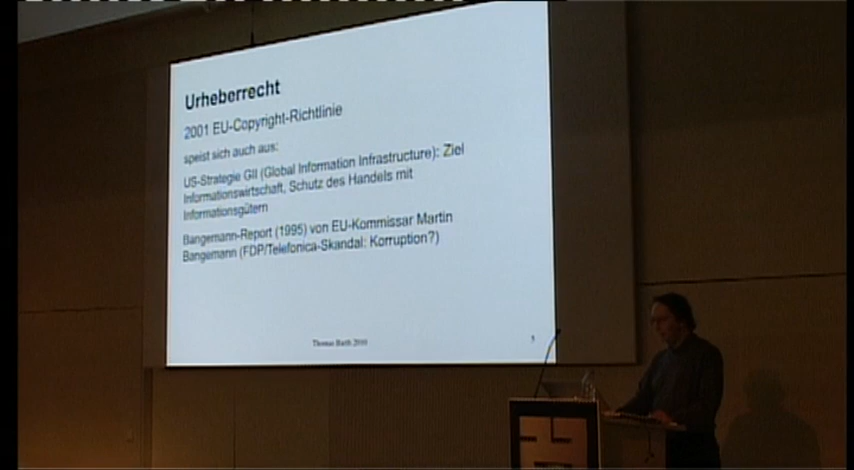 Urheberrecht
2001 EU-Copyright-Richtlinie
speist sich auch aus:
US-Strategie GII (Global Information Infrastructure): Ziel
Informationswirtschaft, Schutz des Handels mit
Informationsgütern
Bangemann-Report (1995) von EU-Kommissar Martin
Bangemann (FDP/Telefonica-Skandal: Korruption?)
Thomas Barth 2010
5